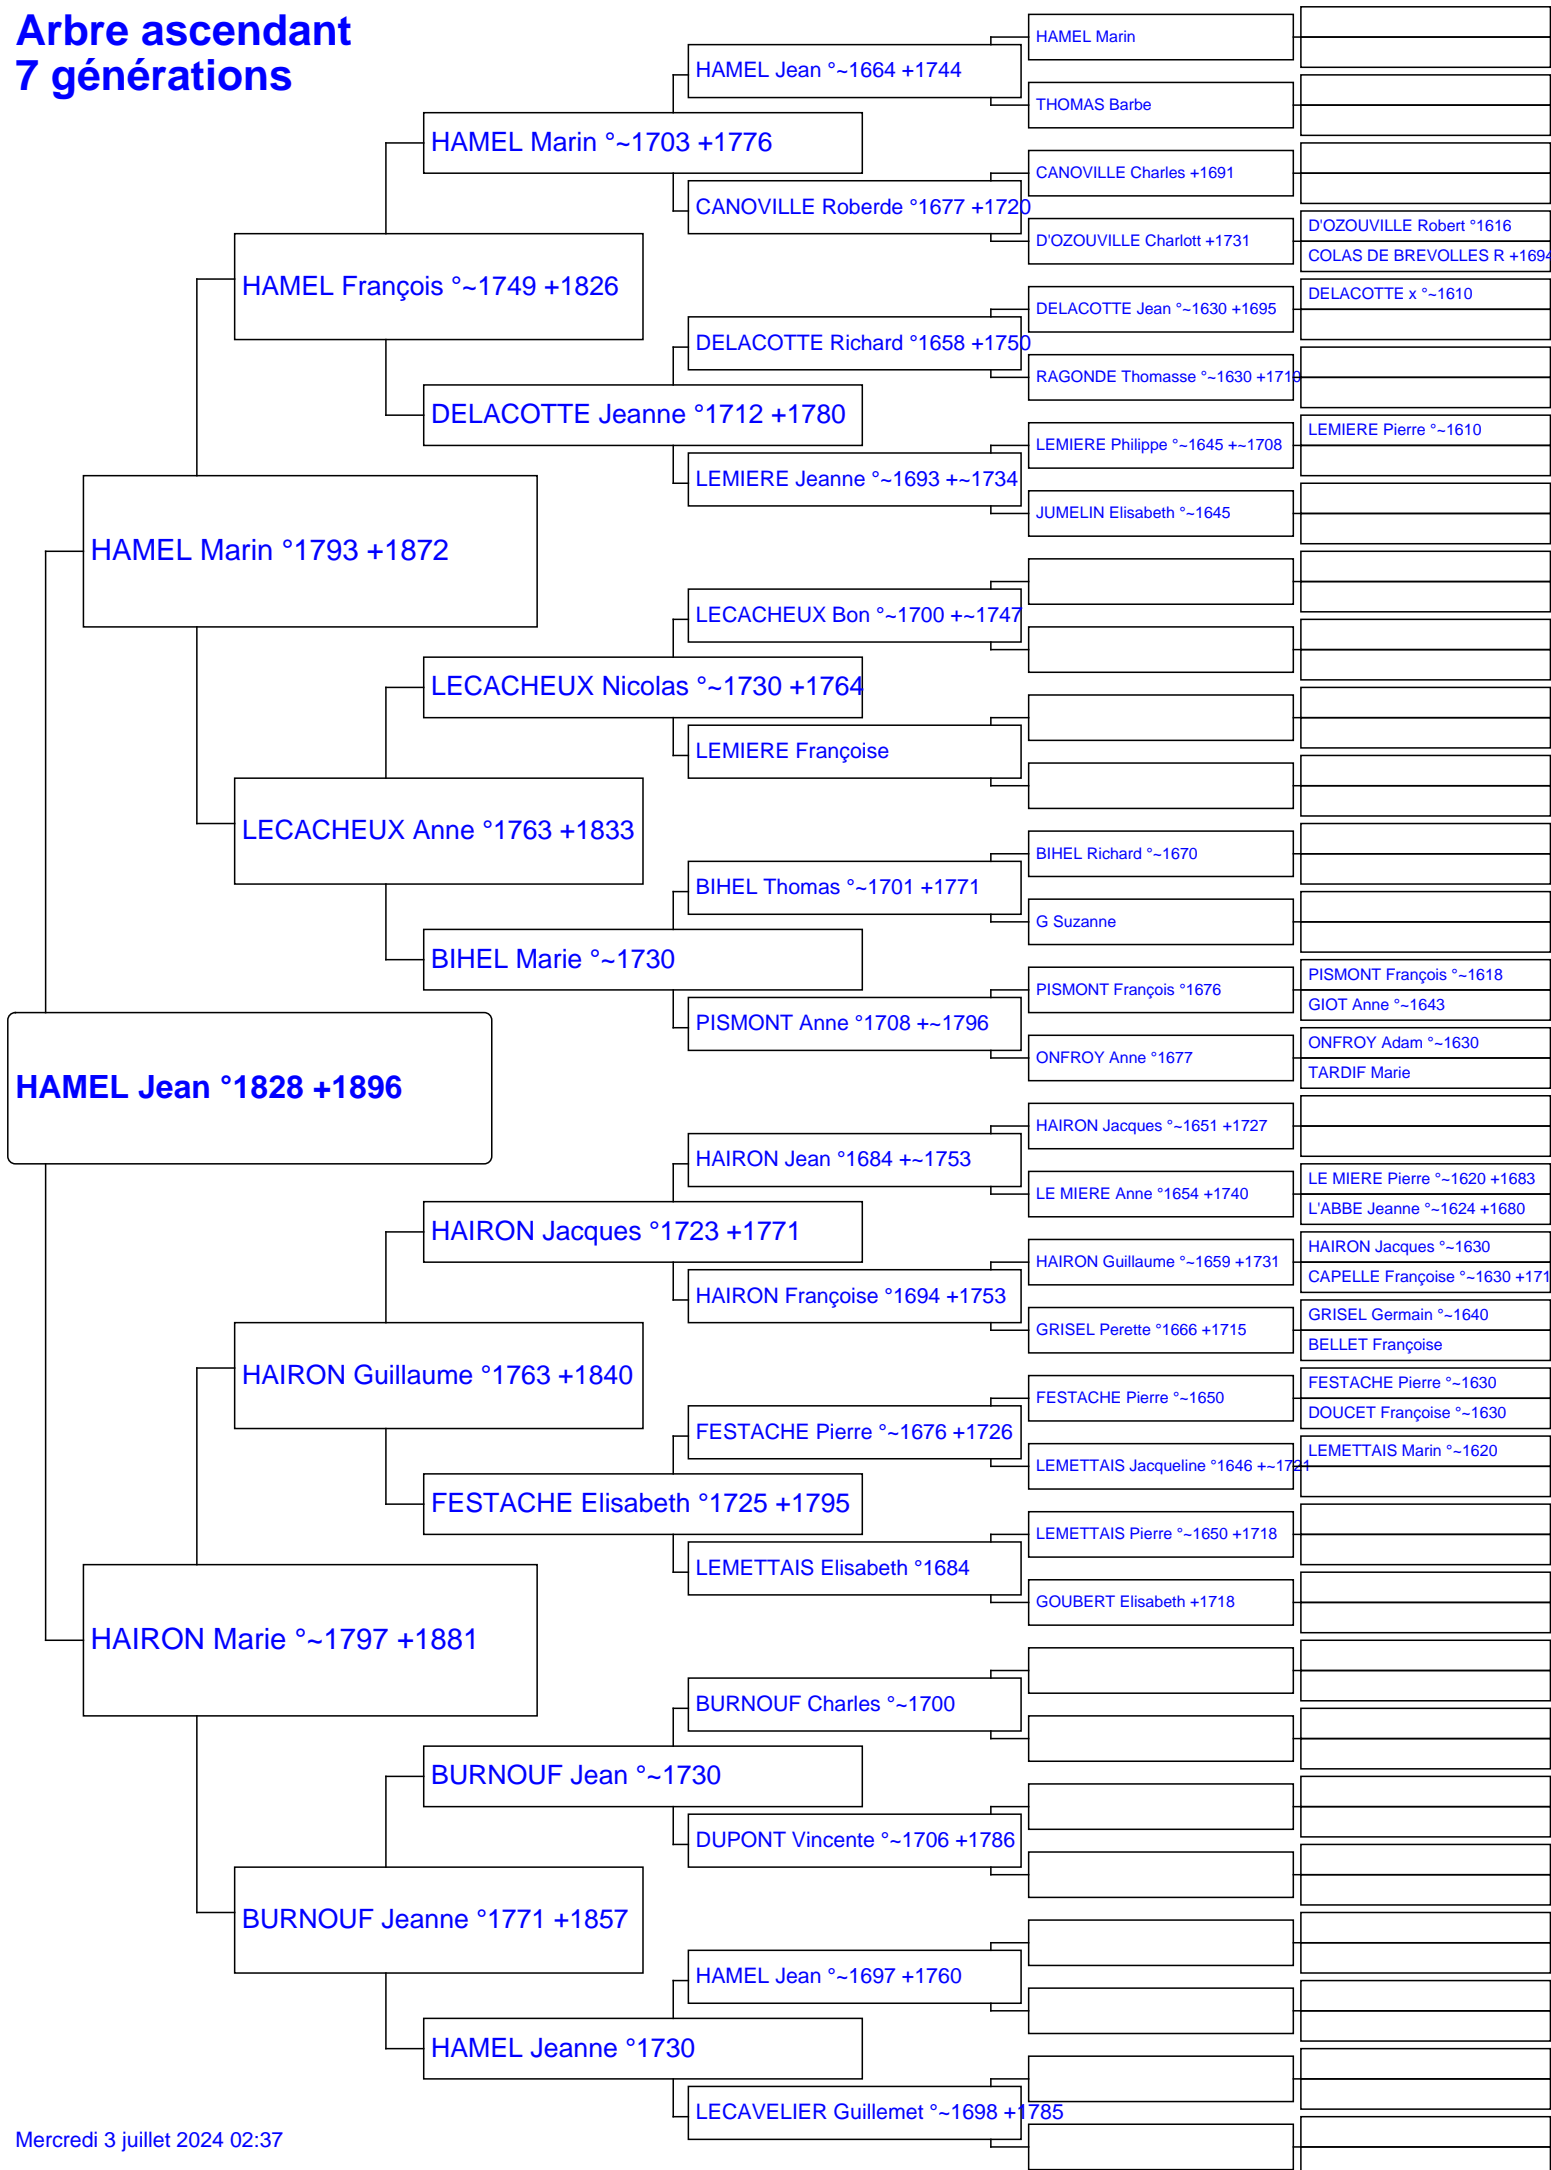 Arbre ascendant
7 générations
HAMEL Jean °1828 +1896
HAMEL Marin °1793 +1872
HAIRON Marie °~1797 +1881
HAMEL François °~1749 +1826
LECACHEUX Anne °1763 +1833
HAIRON Guillaume °1763 +1840
BURNOUF Jeanne °1771 +1857
HAMEL Marin °~1703 +1776
DELACOTTE Jeanne °1712 +1780
LECACHEUX Nicolas °~1730 +1764
BIHEL Marie °~1730
HAIRON Jacques °1723 +1771
FESTACHE Elisabeth °1725 +1795
BURNOUF Jean °~1730
HAMEL Jeanne °1730
HAMEL Jean °~1664 +1744
CANOVILLE Roberde °1677 +1720
DELACOTTE Richard °1658 +1750
LEMIERE Jeanne °~1693 +~1734
LECACHEUX Bon °~1700 +~1747
LEMIERE Françoise
BIHEL Thomas °~1701 +1771
PISMONT Anne °1708 +~1796
HAIRON Jean °1684 +~1753
HAIRON Françoise °1694 +1753
FESTACHE Pierre °~1676 +1726
LEMETTAIS Elisabeth °1684
BURNOUF Charles °~1700
DUPONT Vincente °~1706 +1786
HAMEL Jean °~1697 +1760
LECAVELIER Guillemet °~1698 +1785
HAMEL Marin
THOMAS Barbe
CANOVILLE Charles +1691
D'OZOUVILLE Charlott +1731
DELACOTTE Jean °~1630 +1695
RAGONDE Thomasse °~1630 +1710
LEMIERE Philippe °~1645 +~1708
JUMELIN Elisabeth °~1645
BIHEL Richard °~1670
G Suzanne
PISMONT François °1676
ONFROY Anne °1677
HAIRON Jacques °~1651 +1727
LE MIERE Anne °1654 +1740
HAIRON Guillaume °~1659 +1731
GRISEL Perette °1666 +1715
FESTACHE Pierre °~1650
LEMETTAIS Jacqueline °1646 +~1721
LEMETTAIS Pierre °~1650 +1718
GOUBERT Elisabeth +1718
D'OZOUVILLE Robert °1616
COLAS DE BREVOLLES R +1694
DELACOTTE x °~1610
LEMIERE Pierre °~1610
PISMONT François °~1618
GIOT Anne °~1643
ONFROY Adam °~1630
TARDIF Marie
LE MIERE Pierre °~1620 +1683
L'ABBE Jeanne °~1624 +1680
HAIRON Jacques °~1630
CAPELLE Françoise °~1630 +171
GRISEL Germain °~1640
BELLET Françoise
FESTACHE Pierre °~1630
DOUCET Françoise °~1630
LEMETTAIS Marin °~1620
Mercredi 3 juillet 2024 02:37